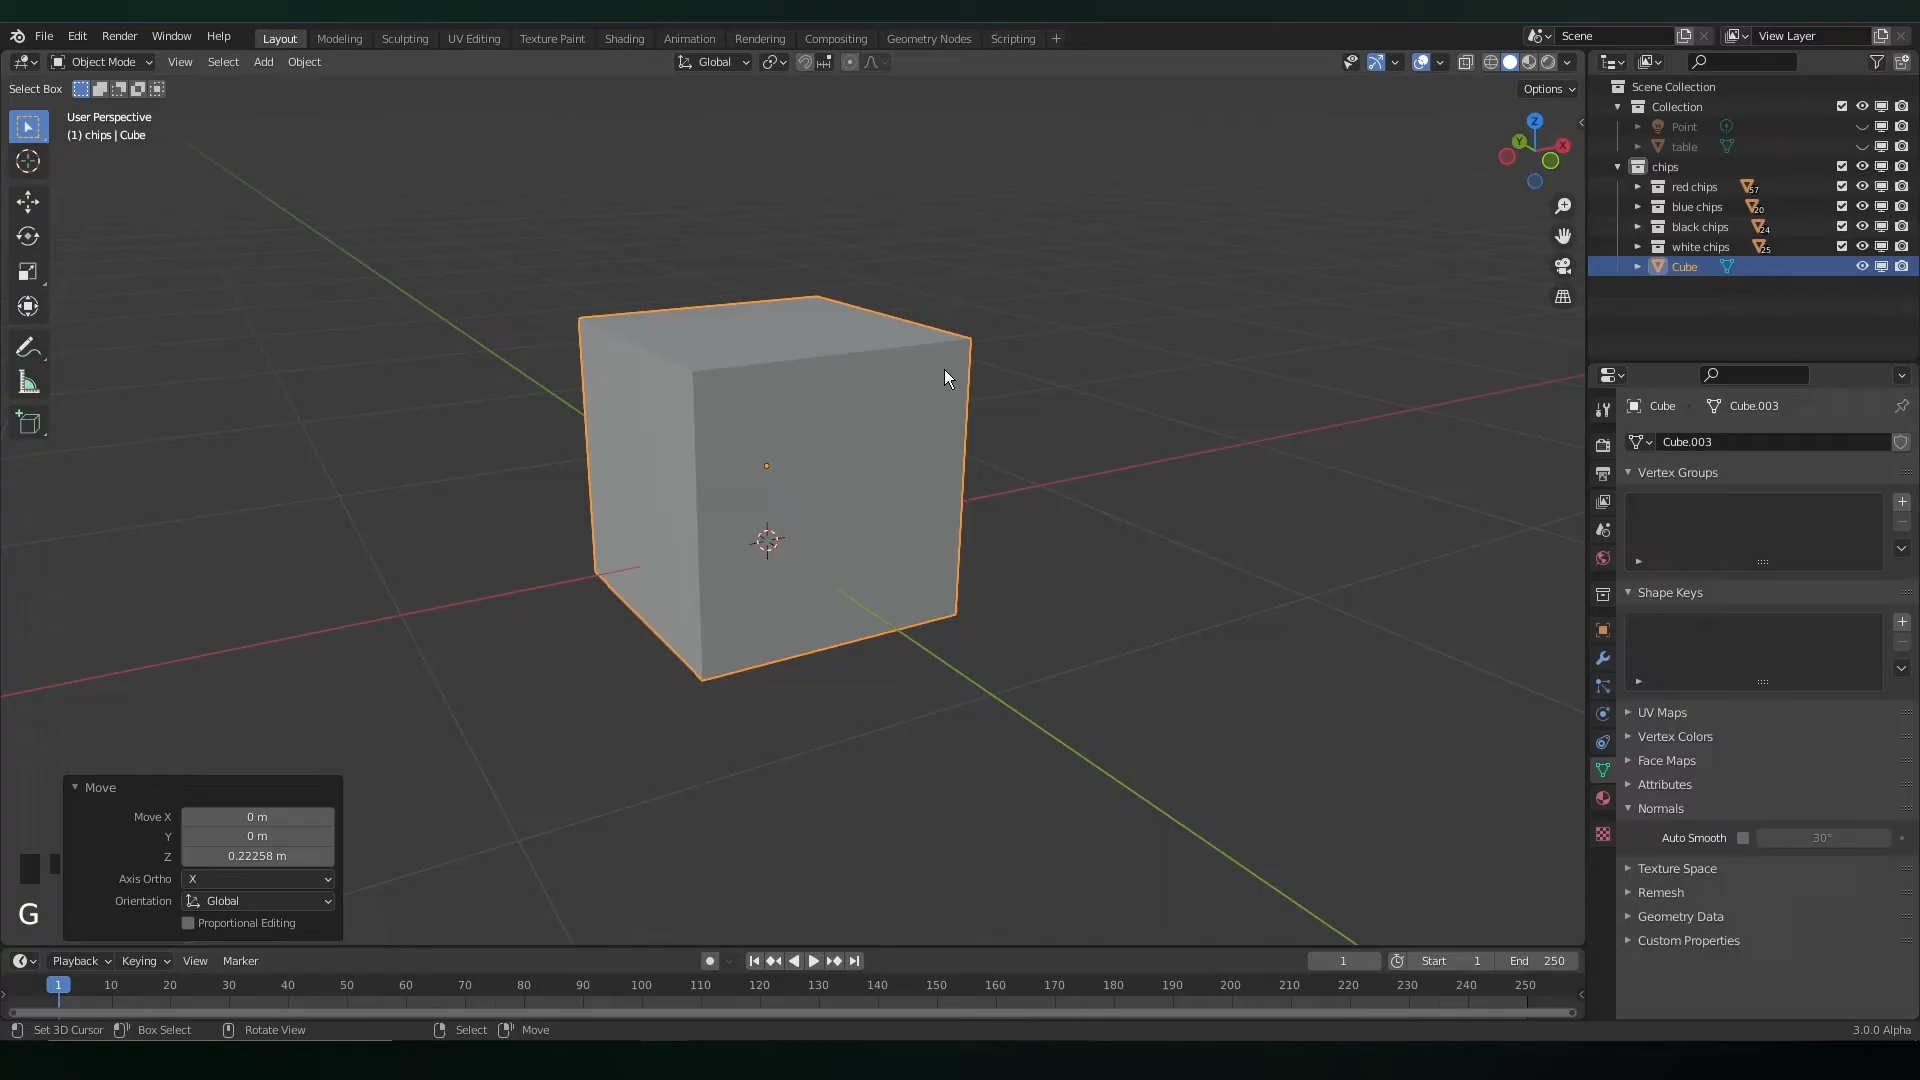 File Edit Render Window Help Layout Modeling Sculpting UV Editing Texture Paint Shading Animation Rendering Compositing Geometry Nodes Scripting + Scene View Layer
Object Mode View Select Add Object Global
Select Box Options
User Perspective
(1) chips | Cube
Z
Y
X
Scene Collection
Collection
Point
table
chips
red chips 57
blue chips 20
black chips 24
white chips 25
Cube
Cube Cube.003
Cube.003
Vertex Groups
Shape Keys
UV Maps
Vertex Colors
Face Maps
Attributes
Normals
Auto Smooth 30°
Texture Space
Remesh
Geometry Data
Custom Properties
Move
Move X 0 m
Y 0 m
Z 0.22258 m
Axis Ortho X
Orientation Global
Proportional Editing
G
Playback Keying View Marker 1 Start 1 End 250
1 10 20 30 40 50 60 70 80 90 100 110 120 130 140 150 160 170 180 190 200 210 220 230 240 250
Set 3D Cursor Box Select Rotate View Select Move 3.0.0 Alpha